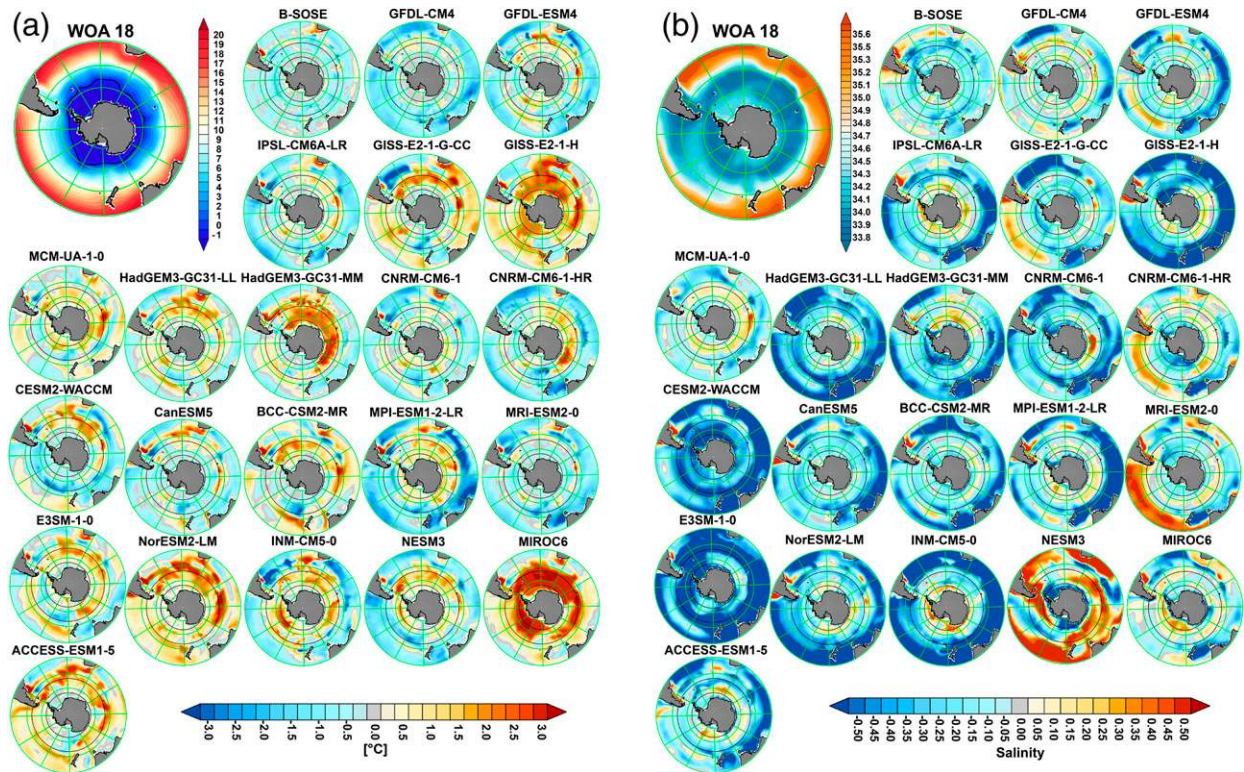 (a)
WOA 18
20
19
18
17
16
15
14
13
12
11
10
9
8
7
6
5
4
3
2
1
0
-1
B-SOSE
GFDL-CM4
GFDL-ESM4
IPSL-CM6A-LR
GISS-E2-1-G-CC
GISS-E2-1-H
MCM-UA-1-0
HadGEM3-GC31-LL
HadGEM3-GC31-MM
CNRM-CM6-1
CNRM-CM6-1-HR
CESM2-WACCM
CanESM5
BCC-CSM2-MR
MPI-ESM1-2-LR
MRI-ESM2-0
E3SM-1-0
NorESM2-LM
INM-CM5-0
NESM3
MIROC6
ACCESS-ESM1-5
-3.0
-2.5
-2.0
-1.5
-1.0
-0.5
0.0
0.5
1.0
1.5
2.0
2.5
3.0
[°C]
(b)
WOA 18
35.6
35.5
35.4
35.3
35.2
35.1
35.0
34.9
34.8
34.7
34.6
34.5
34.4
34.3
34.2
34.1
34.0
33.9
33.8
B-SOSE
GFDL-CM4
GFDL-ESM4
IPSL-CM6A-LR
GISS-E2-1-G-CC
GISS-E2-1-H
MCM-UA-1-0
HadGEM3-GC31-LL
HadGEM3-GC31-MM
CNRM-CM6-1
CNRM-CM6-1-HR
CESM2-WACCM
CanESM5
BCC-CSM2-MR
MPI-ESM1-2-LR
MRI-ESM2-0
E3SM-1-0
NorESM2-LM
INM-CM5-0
NESM3
MIROC6
ACCESS-ESM1-5
-0.50
-0.45
-0.40
-0.35
-0.30
-0.25
-0.20
-0.15
-0.10
-0.05
0.00
0.05
0.10
0.15
0.20
0.25
0.30
0.35
0.40
0.45
0.50
Salinity